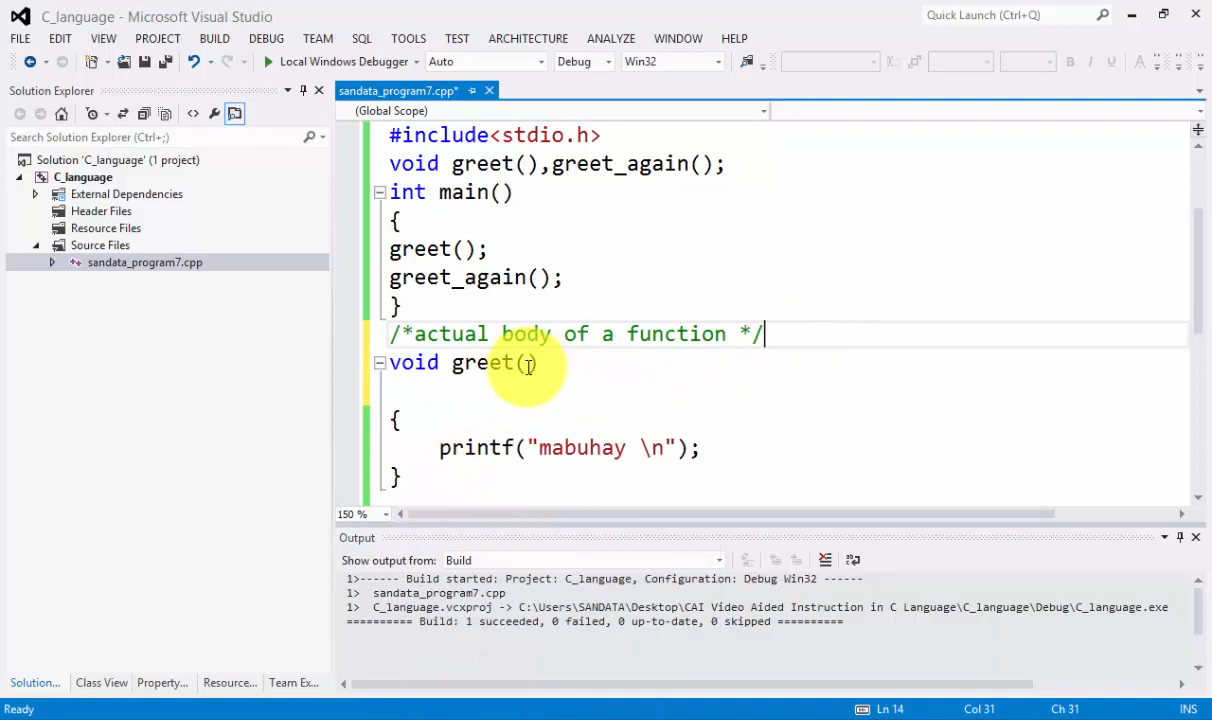 C_language - Microsoft Visual Studio
Quick Launch (Ctrl+Q)
FILE EDIT VIEW PROJECT BUILD DEBUG TEAM SQL TOOLS TEST ARCHITECTURE ANALYZE WINDOW HELP
Local Windows Debugger Auto Debug Win32
B I U A
Solution Explorer
sandata_program7.cpp*
(Global Scope)
Search Solution Explorer (Ctrl+;)
Solution 'C_language' (1 project)
C_language
External Dependencies
Header Files
Resource Files
Source Files
sandata_program7.cpp
#include<stdio.h>
void greet(),greet_again();
int main()
{
greet();
greet_again();
}
/*actual body of a function */
void greet()
{
printf("mabuhay \n");
}
150 %
Output
Show output from: Build
1>------ Build started: Project: C_language, Configuration: Debug Win32 ------
1> sandata_program7.cpp
1> C_language.vcxproj -> C:\Users\SANDATA\Desktop\CAI Video Aided Instruction in C Language\C_language\Debug\C_language.exe
========== Build: 1 succeeded, 0 failed, 0 up-to-date, 0 skipped ==========
Solution... Class View Property... Resource... Team Ex...
Ready Ln 14 Col 31 Ch 31 INS